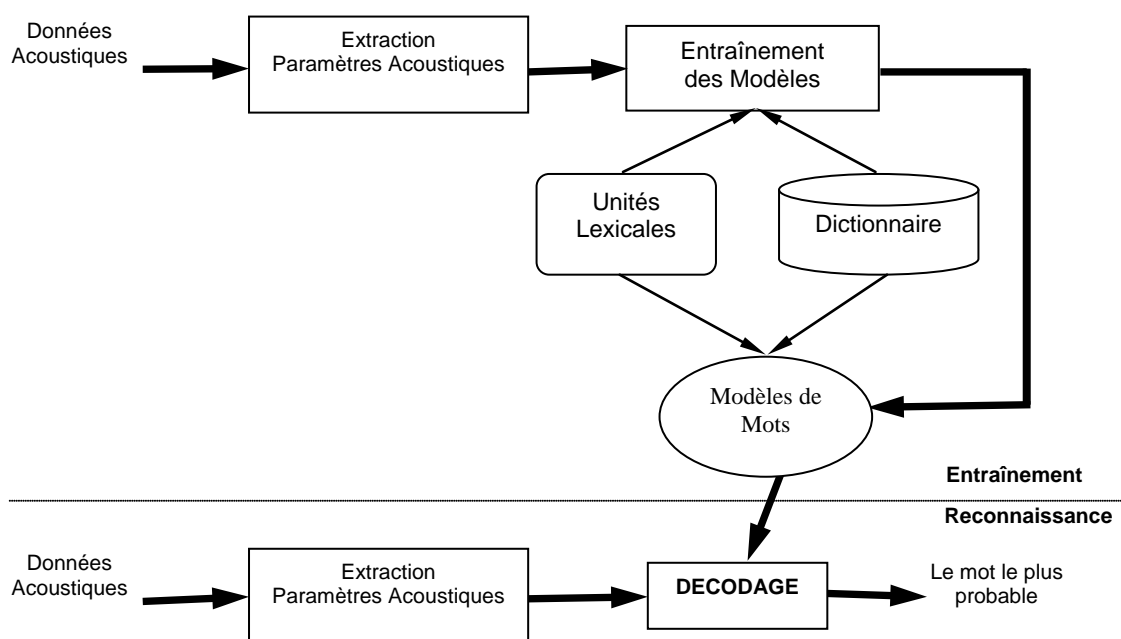 Données
Acoustiques
Extraction
Paramètres Acoustiques
Entraînement
des Modèles
Unités
Lexicales
Dictionnaire
Modèles de
Mots
Entraînement
Reconnaissance
Données
Acoustiques
Extraction
Paramètres Acoustiques
DECODAGE
Le mot le plus
probable